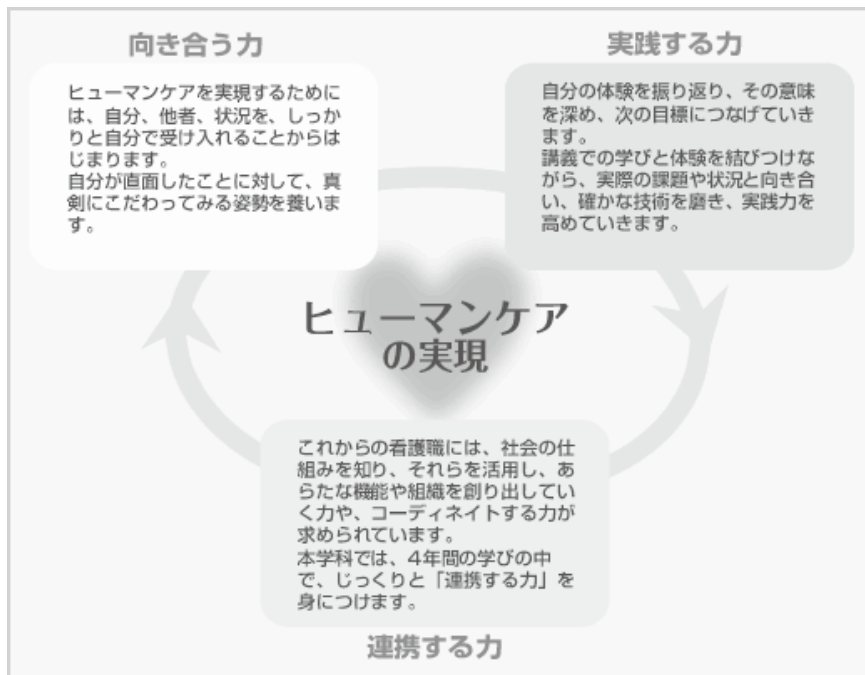 向き合う力
ヒューマンケアを実現するために
は、自分、他者、状況を、しっか
りと自分で受け入れることからは
じまります。
自分が直面したことに対して、真
剣にこだわってみる姿勢を養いま
す。
実践する力
自分の体験を振り返り、その意味
を深め、次の目標につなげていき
ます。
講義での学びと体験を結びつけな
がら、実際の課題や状況と向き合
い、確かな技術を磨き、実践力を
高めていきます。
ヒューマンケア
の実現
これからの看護職には、社会の仕
組みを知り、それらを活用し、あ
らたな機能や組織を創り出してい
く力や、コーディネイトする力が
求められています。
本学科では、4年間の学びの中
で、じっくりと「連携する力」を
身につけます。
連携する力